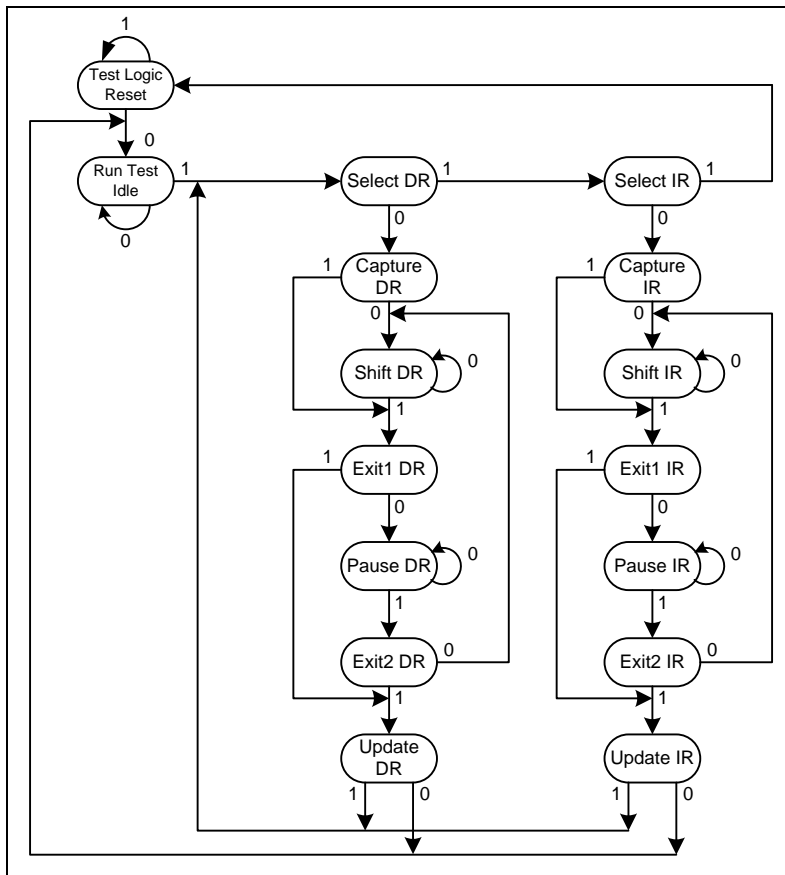 1
Test Logic
Reset
0
Run Test
Idle
1
0
Select DR
1
0
Select IR
1
0
1
Capture
DR
0
1
Capture
IR
0
Shift DR
0
1
Shift IR
0
1
1
Exit1 DR
0
1
Exit1 IR
0
Pause DR
0
1
Pause IR
0
1
Exit2 DR
0
1
Exit2 IR
0
1
Update
DR
1
0
Update IR
1
0